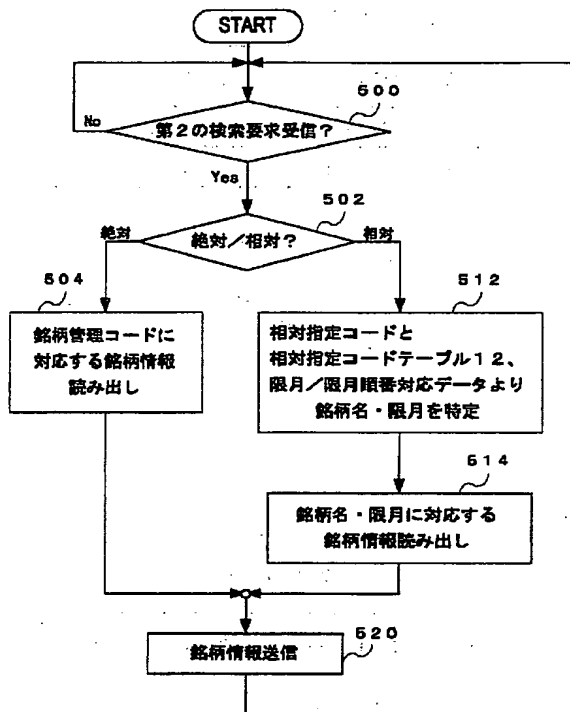 START
500
No
第２の検索要求受信？
Yes
502
絶対
絶対／相対？
相対
504
512
銘柄管理コードに
対応する銘柄情報
読み出し
相対指定コードと
相対指定コードテーブル１２、
限月／限月順番対応データより
銘柄名・限月を特定
514
銘柄名・限月に対応する
銘柄情報読み出し
520
銘柄情報送信